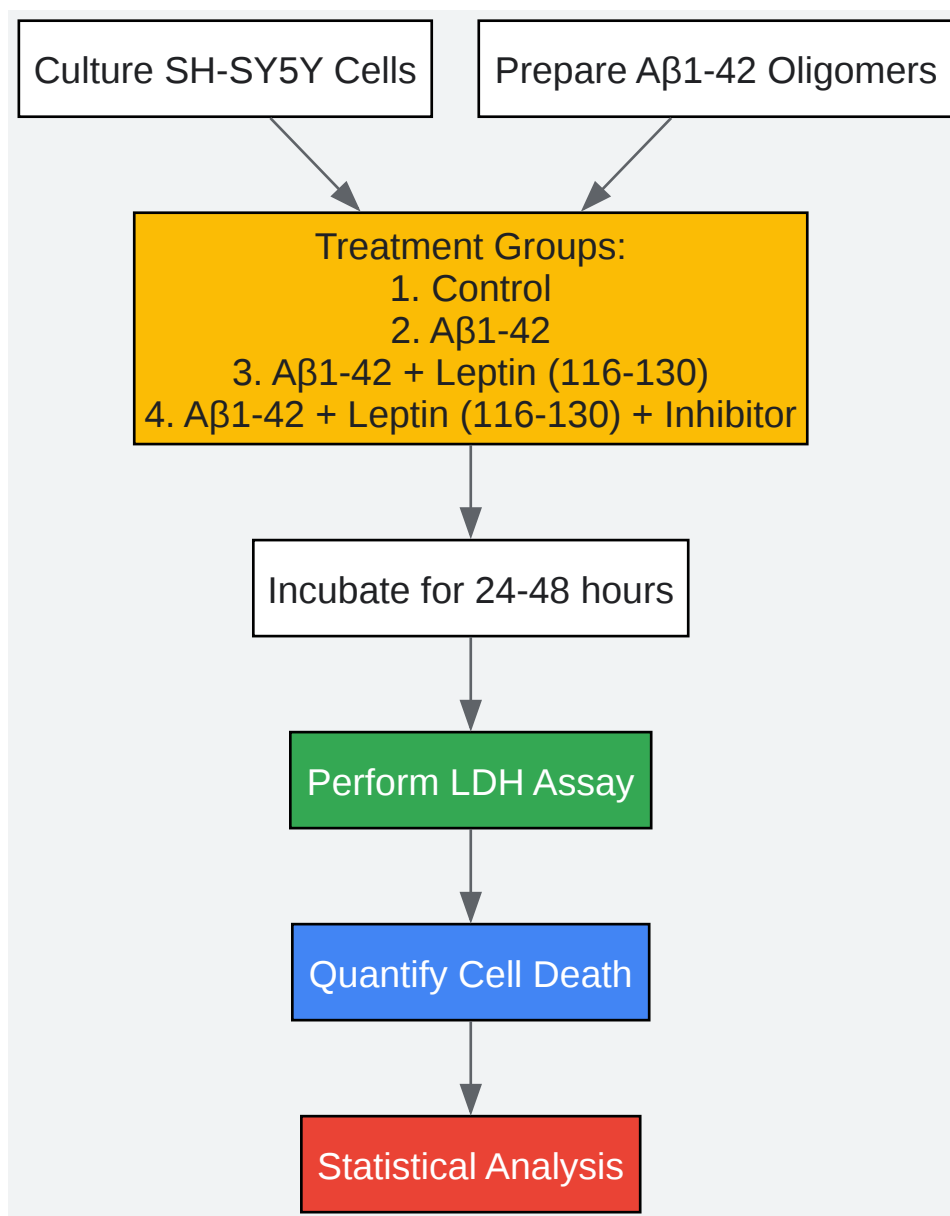 Culture SH-SY5Y Cells
Prepare Aβ1-42 Oligomers
Treatment Groups:
1. Control
2. Aβ1-42
3. Aβ1-42 + Leptin (116-130)
4. Aβ1-42 + Leptin (116-130) + Inhibitor
Incubate for 24-48 hours
Perform LDH Assay
Quantify Cell Death
Statistical Analysis